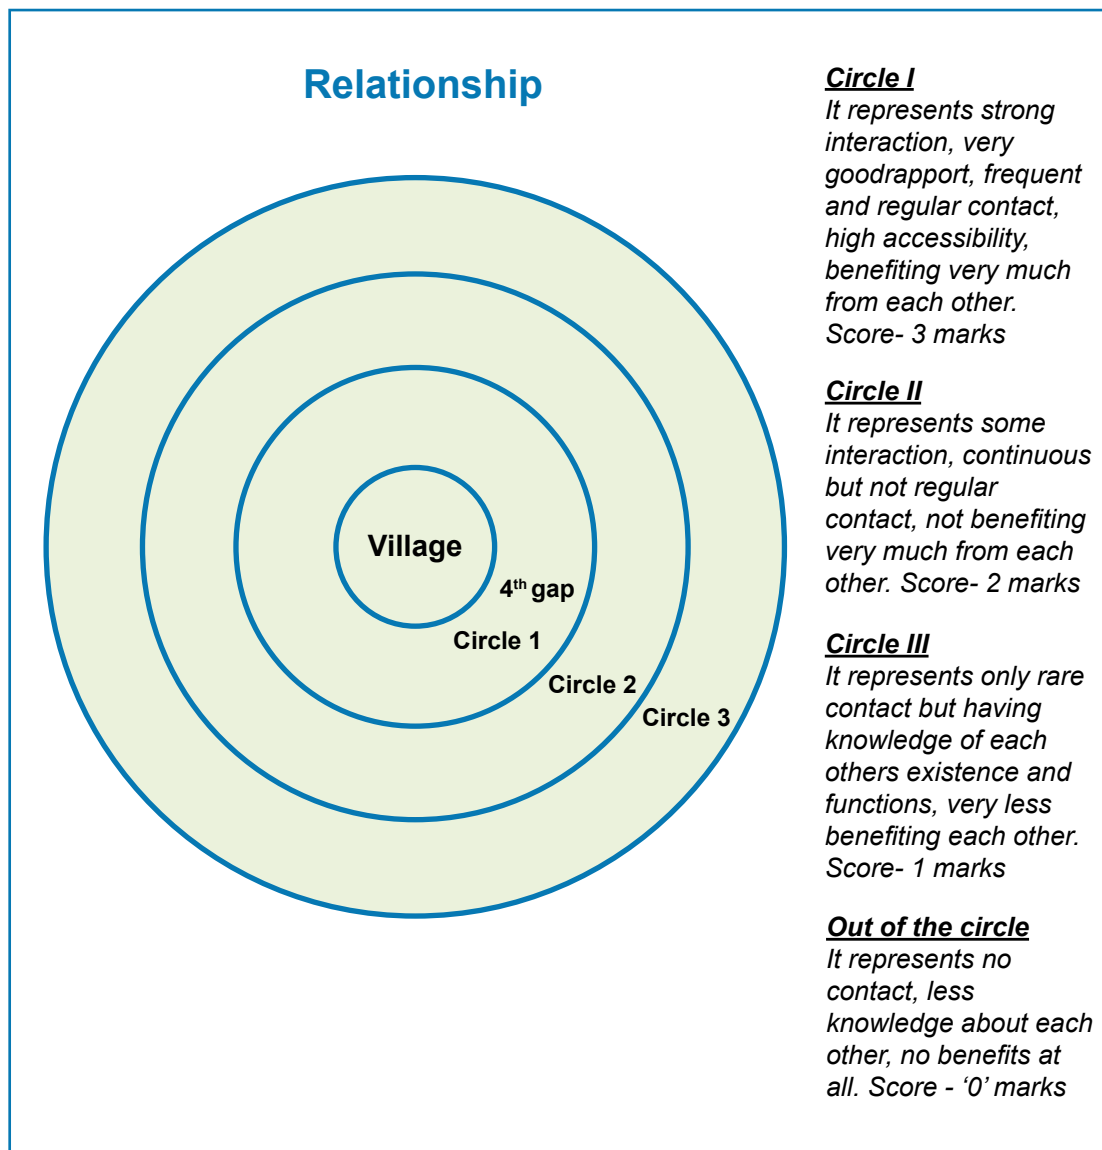 Relationship
Village
4th gap
Circle 1
Circle 2
Circle 3
Circle I
It represents strong
interaction, very
goodrapport, frequent
and regular contact,
high accessibility,
benefiting very much
from each other.
Score- 3 marks
Circle II
It represents some
interaction, continuous
but not regular
contact, not benefiting
very much from each
other. Score- 2 marks
Circle III
It represents only rare
contact but having
knowledge of each
others existence and
functions, very less
benefiting each other.
Score- 1 marks
Out of the circle
It represents no
contact, less
knowledge about each
other, no benefits at
all. Score - ‘0’ marks